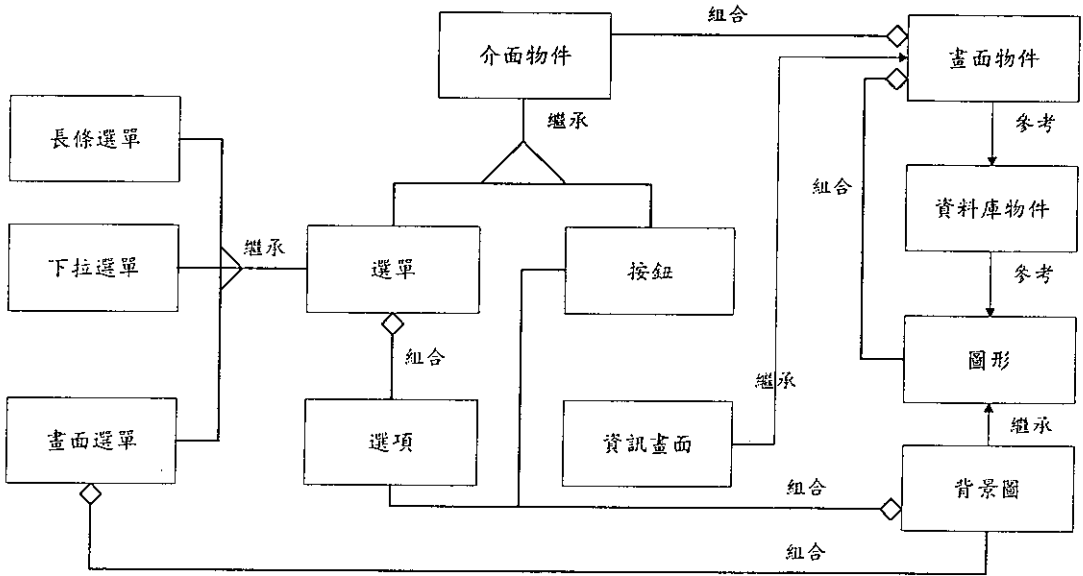 組合
介面物件
畫面物件
繼承
參考
長條選單
組合
資料庫物件
下拉選單
繼承
選單
按鈕
參考
組合
圖形
繼承
畫面選單
選項
資訊畫面
繼承
組合
背景圖
組合